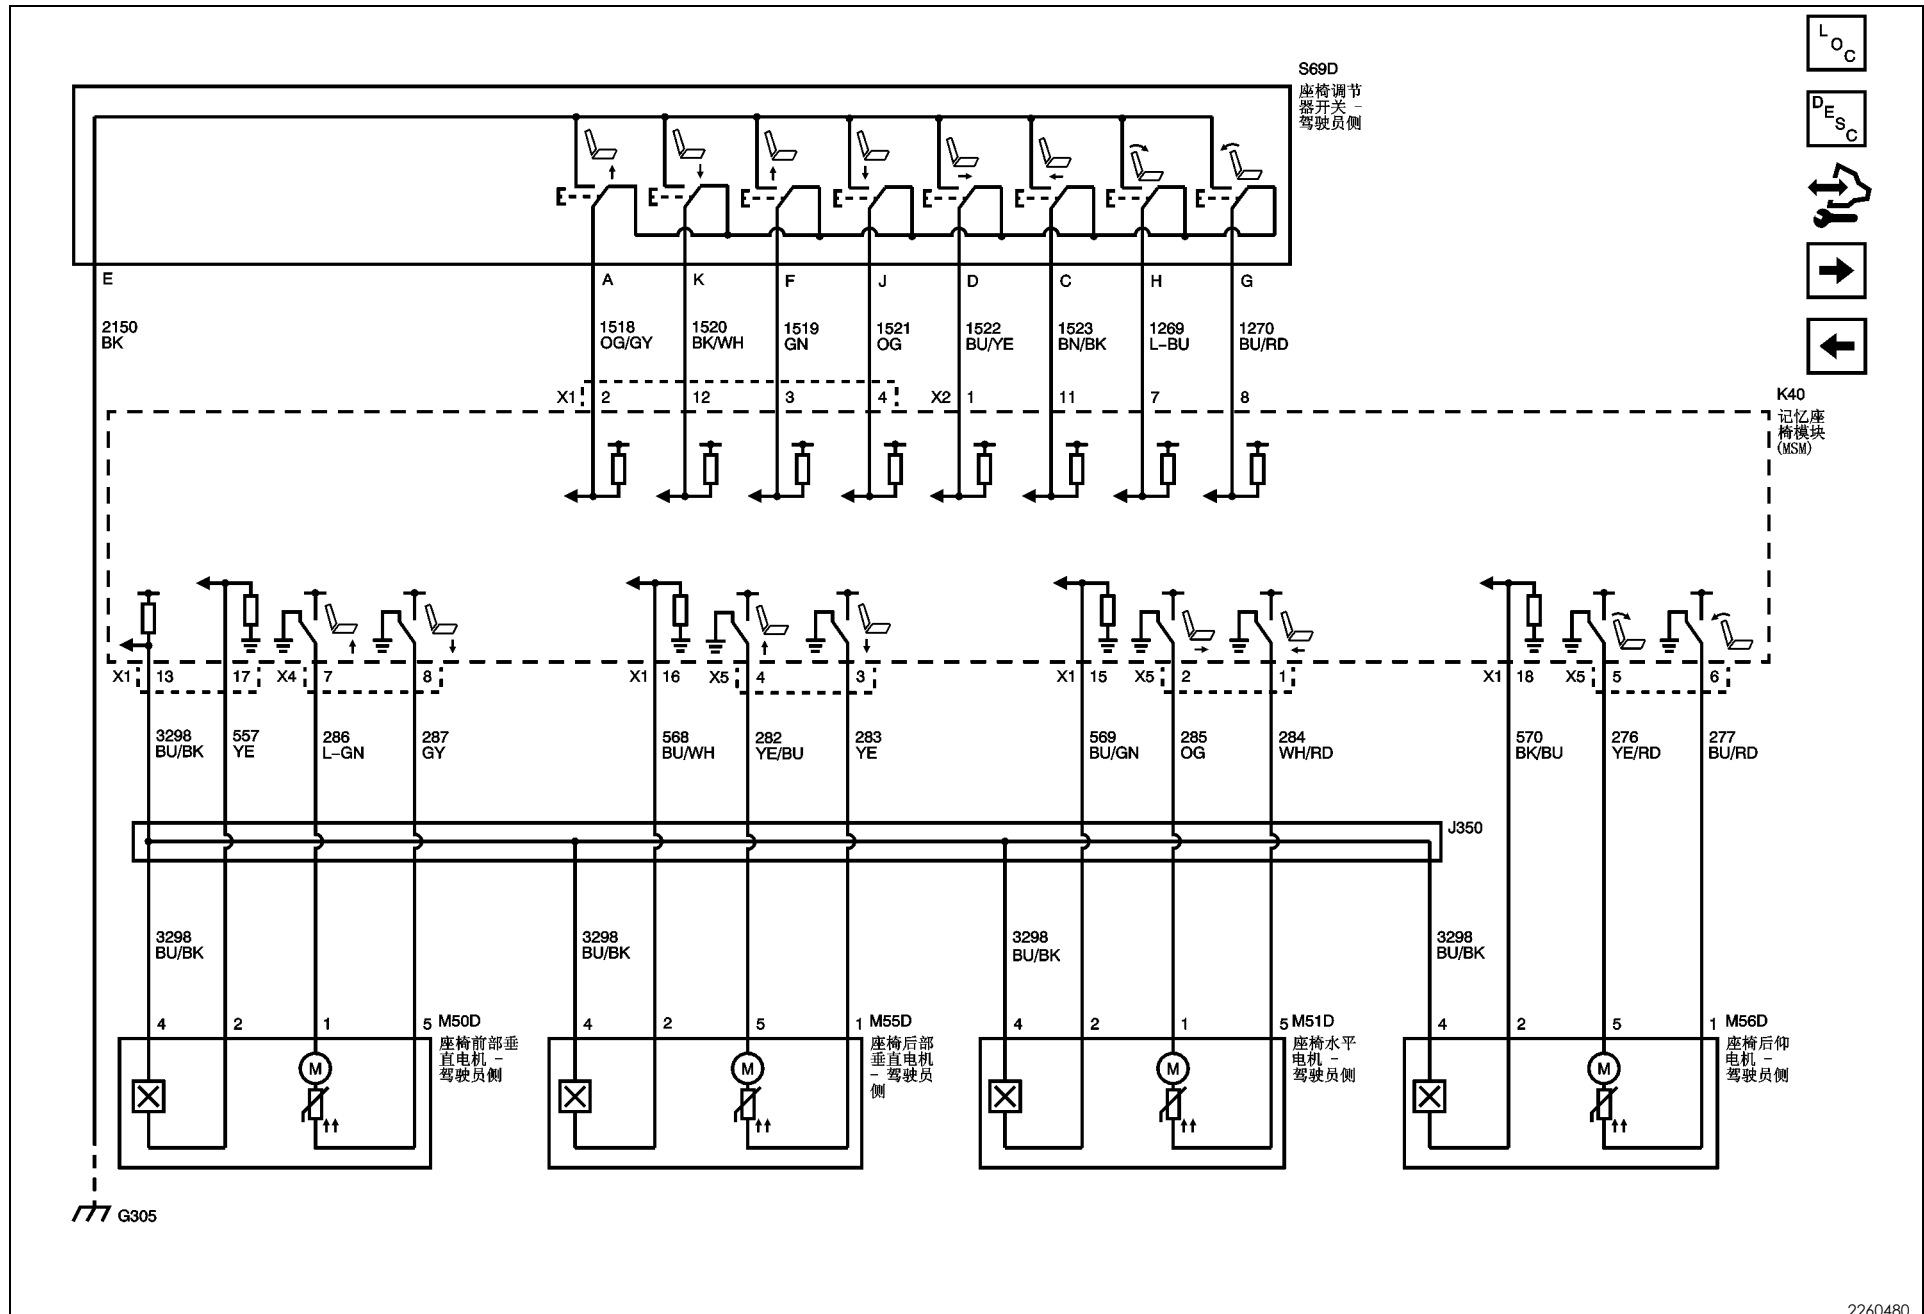 L O C
S69D
座椅调节
器开关 -
驾驶员侧
D E S C
E A K F J D C H G
2150 1518 1520 1519 1521 1522 1523 1269 1270
BK OG/GY BK/WH GN OG BU/YE BN/BK L-BU BU/RD
X1 2 12 3 4 X2 1 11 7 8
K40
记忆座
椅模块
(MSM)
X1 13 17 X4 7 8 X1 16 X5 4 3 X1 15 X5 2 1 X1 18 X5 5 6
3298 557 286 287 568 282 283 569 285 284 570 276 277
BU/BK YE L-GN GY BU/WH YE/BU YE BU/GN OG WH/RD BK/BU YE/RD BU/RD
J350
3298 3298 3298 3298
BU/BK BU/BK BU/BK BU/BK
4 2 1 5 M50D 4 2 5 1 M55D 4 2 1 5 M51D 4 2 5 1 M56D
座椅前部垂
直电机 -
驾驶员侧
座椅后部
垂直电机
- 驾驶员
侧
座椅水平
电机 -
驾驶员侧
座椅后仰
电机 -
驾驶员侧
M M M M
G305
2260480